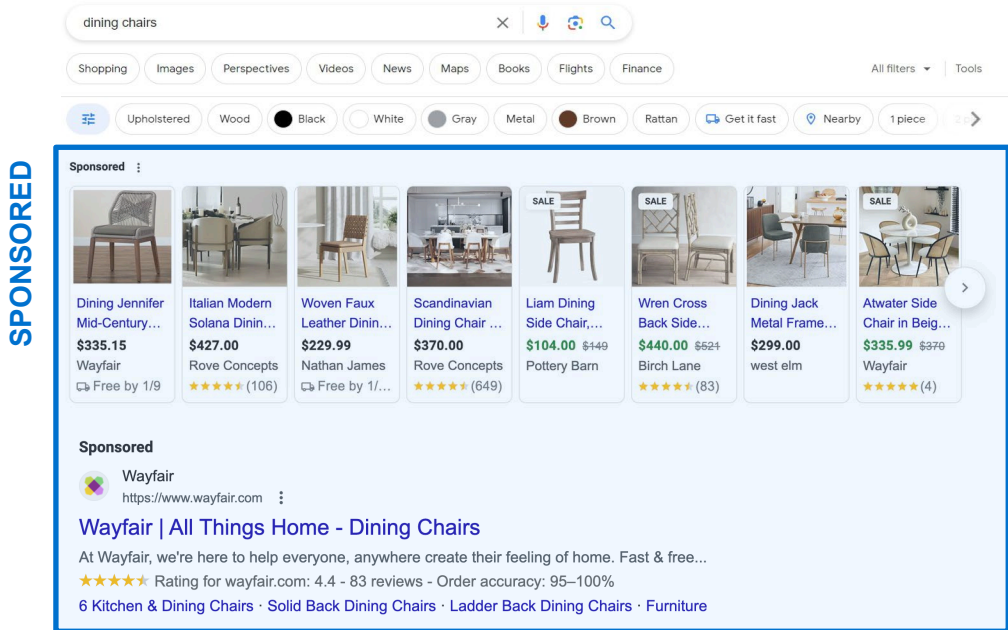 dining chairs
Shopping
Images
Perspectives
Videos
News
Maps
Books
Flights
Finance
All filters
Tools
Upholstered
Wood
Black
White
Gray
Metal
Brown
Rattan
Get it fast
Nearby
1 piece
SPONSORED
Sponsored
Dining Jennifer
Mid-Century...
$335.15
Wayfair
Free by 1/9
Italian Modern
Solana Dinin...
$427.00
Rove Concepts
(106)
Woven Faux
Leather Dinin...
$229.99
Nathan James
Free by 1/...
Scandinavian
Dining Chair ...
$370.00
Rove Concepts
(649)
SALE
Liam Dining
Side Chair,...
$104.00 $149
Pottery Barn
SALE
Wren Cross
Back Side...
$440.00 $521
Birch Lane
(83)
Dining Jack
Metal Frame...
$299.00
west elm
SALE
Atwater Side
Chair in Beig...
$335.99 $370
Wayfair
(4)
Sponsored
Wayfair
https://www.wayfair.com
Wayfair | All Things Home - Dining Chairs
At Wayfair, we're here to help everyone, anywhere create their feeling of home. Fast & free...
Rating for wayfair.com: 4.4 - 83 reviews - Order accuracy: 95–100%
6 Kitchen & Dining Chairs · Solid Back Dining Chairs · Ladder Back Dining Chairs · Furniture